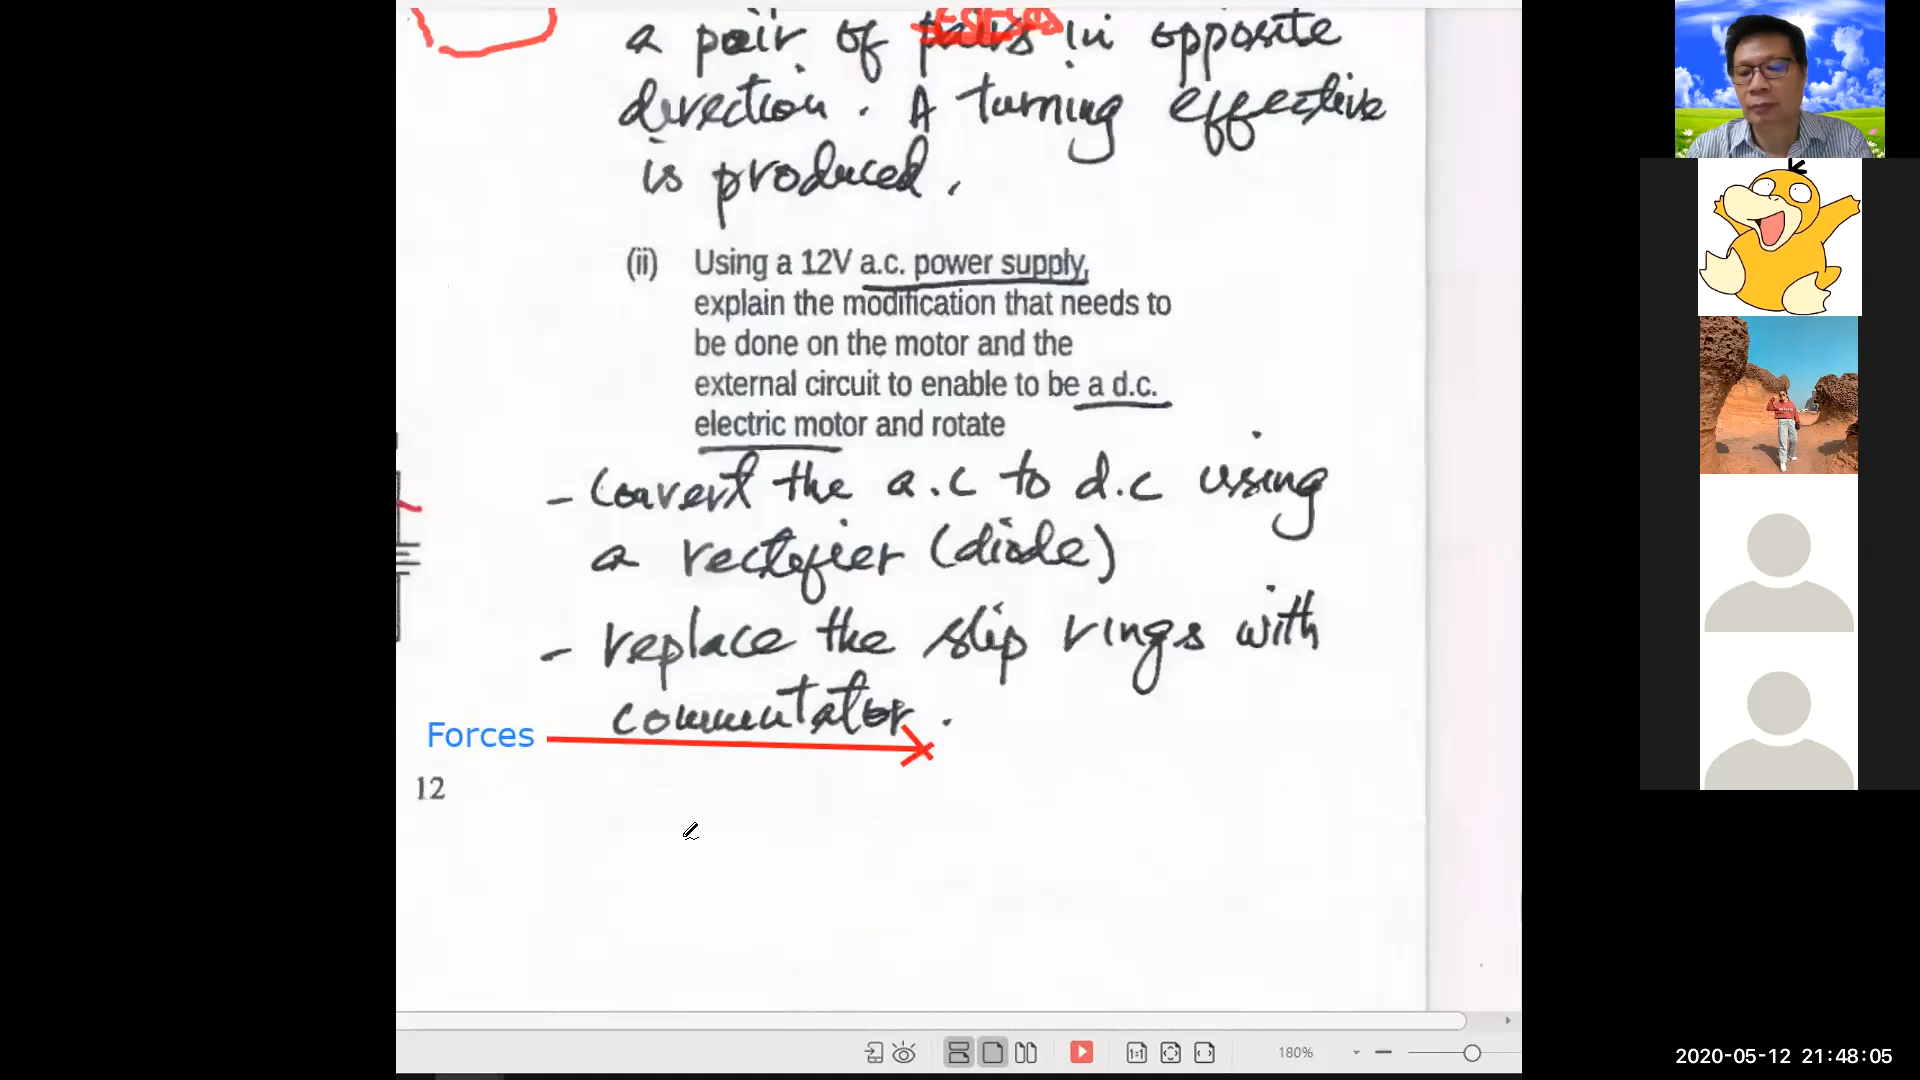 a pair of pairs in opposite
direction. A turning effective
is produced.
(ii) Using a 12V a.c. power supply,
explain the modification that needs to
be done on the motor and the
external circuit to enable to be a d.c.
electric motor and rotate
- Convert the a.c to d.c using
a rectifier (diode)
- replace the slip rings with
commutator.
Forces
12
180%
2020-05-12 21:48:05